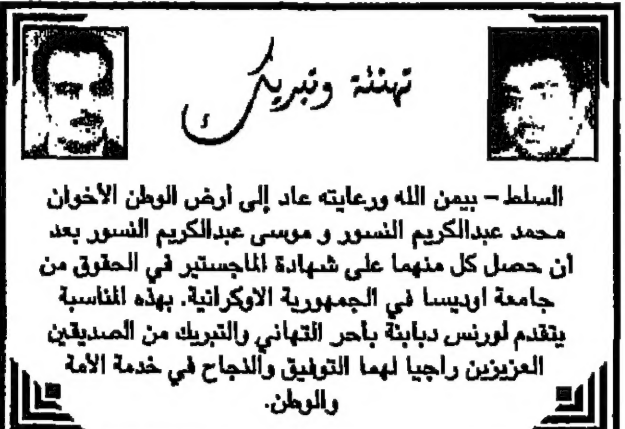 تهنئة وتبريك
السلط – بيمن الله ورعايته عاد إلى أرض الوطن الأخوان
محمد عبدالكريم النسور و موسى عبدالكريم النسور بعد
أن حصل كل منهما على شهادة الماجستير في الحقوق من
جامعة اوديسا في الجمهورية الاوكرانية. بهذه المناسبة
يتقدم لورنس دبابنة بأحر التهاني والتبريك من الصديقين
العزيزين راجيا لهما التوفيق والنجاح في خدمة الأمة
والوطن.